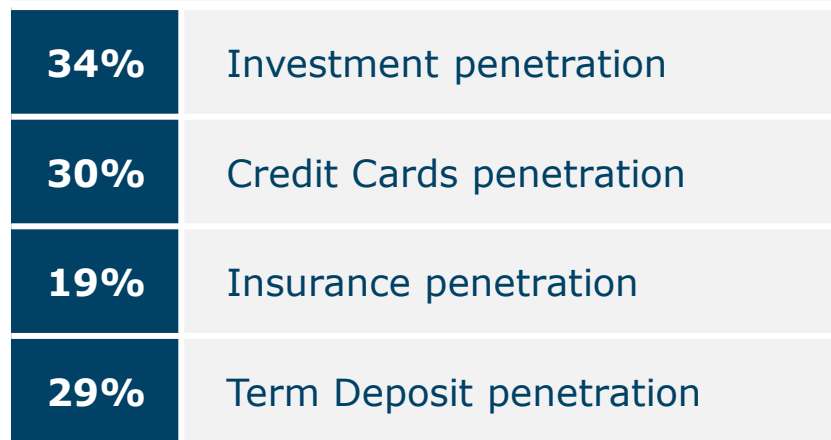 34% Investment penetration
30% Credit Cards penetration
19% Insurance penetration
29% Term Deposit penetration